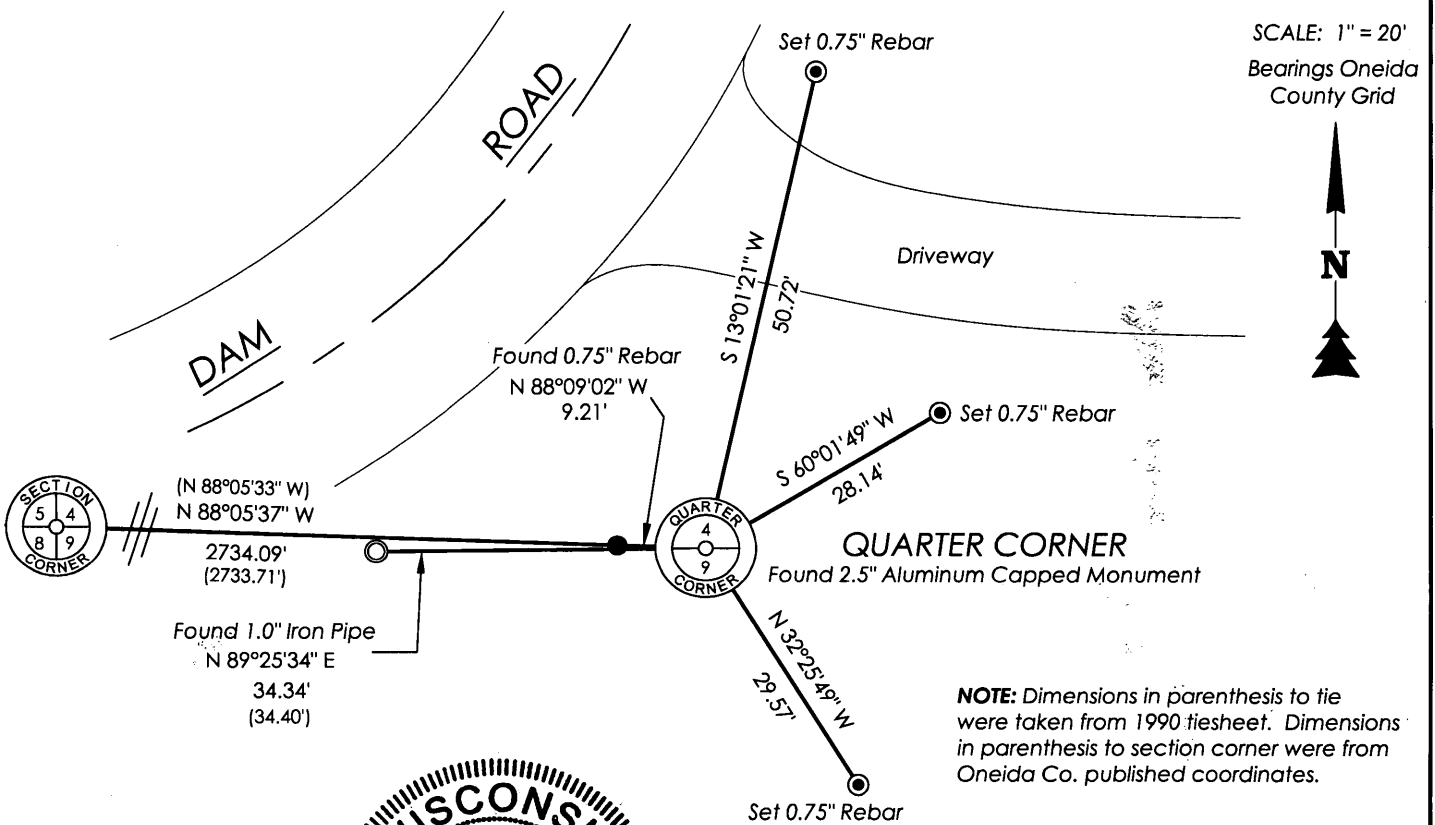 SCALE: 1" = 20'
Bearings Oneida
County Grid
N
Set 0.75" Rebar
ROAD
DAM
Driveway
S 13°01'21" W
50.72'
Found 0.75" Rebar
N 88°09'02" W
9.21'
S 60°01'49" W
28.14'
Set 0.75" Rebar
SECTION
5 4
8 9
CORNER
(N 88°05'33" W)
N 88°05'37" W
2734.09'
(2733.71')
QUARTER
4
9
CORNER
QUARTER CORNER
Found 2.5" Aluminum Capped Monument
Found 1.0" Iron Pipe
N 89°25'34" E
34.34'
(34.40')
N 32°25'49" W
29.57'
Set 0.75" Rebar
NOTE: Dimensions in parenthesis to tie
were taken from 1990 tiesheet. Dimensions
in parenthesis to section corner were from
Oneida Co. published coordinates.